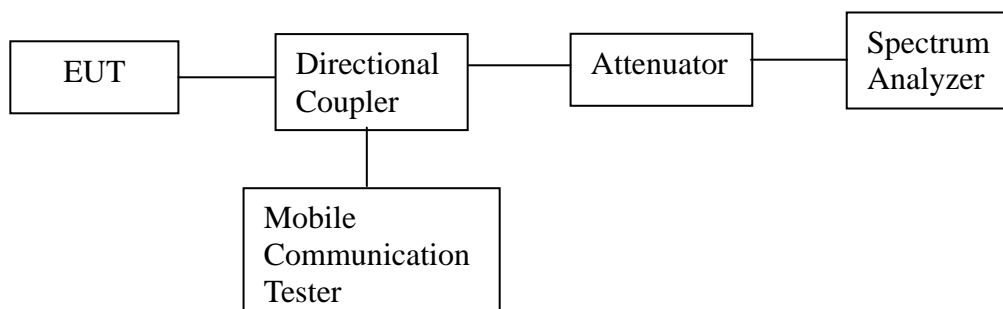 EUT
Directional
Coupler
Attenuator
Spectrum
Analyzer
Mobile
Communication
Tester